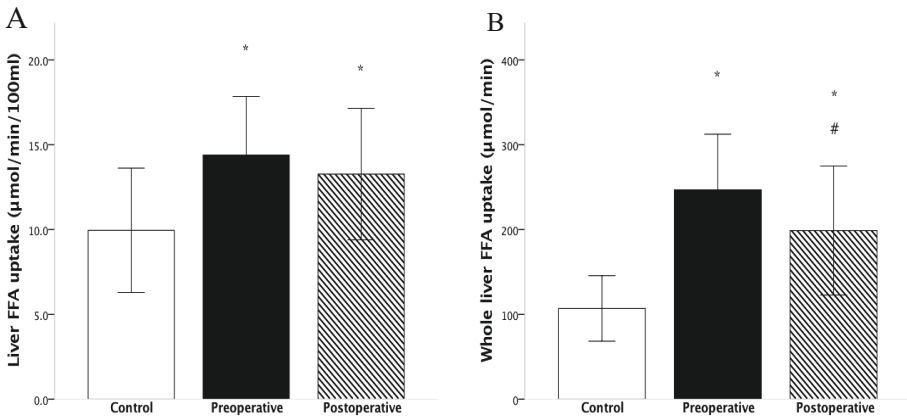 A
Liver FFA uptake (µmol/min/100ml)
20.0
15.0
10.0
5.0
0.0
*
*
Control
Preoperative
Postoperative
B
Whole liver FFA uptake (µmol/min)
400
300
200
100
0
*
*
#
Control
Preoperative
Postoperative